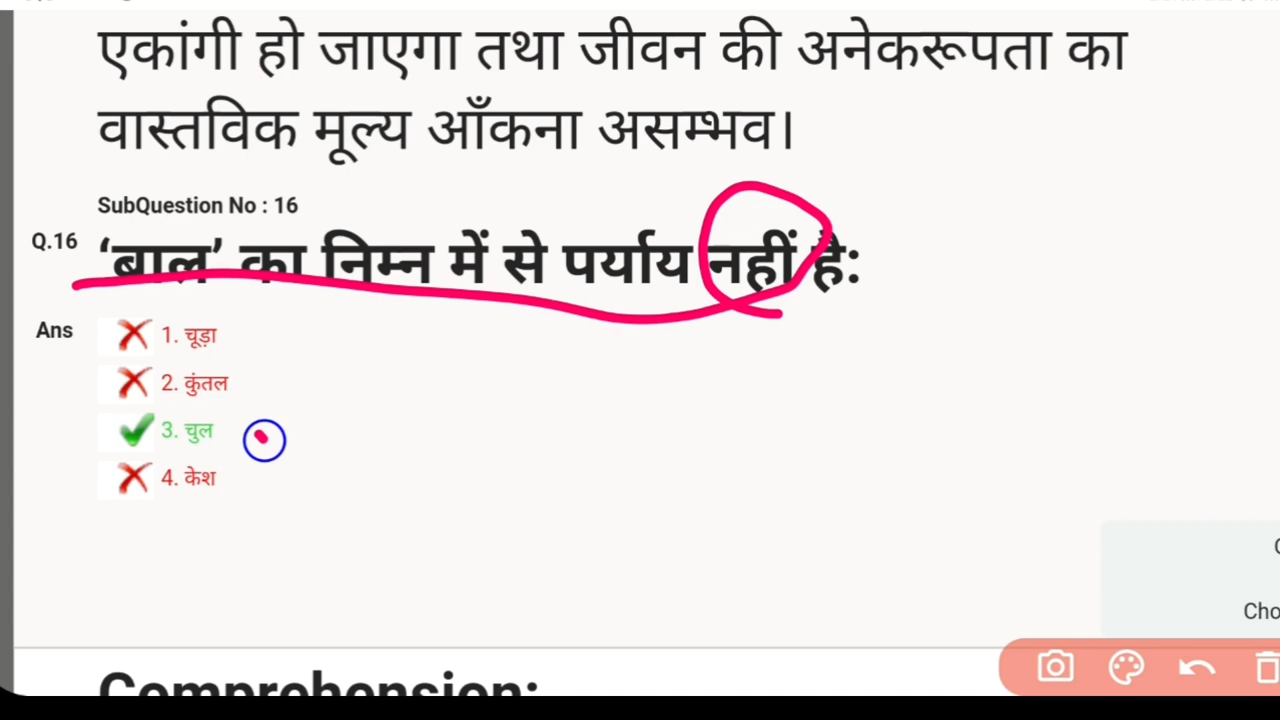 एकांगी हो जाएगा तथा जीवन की अनेकरूपता का
वास्तविक मूल्य आँकना असम्भव।
SubQuestion No : 16
Q.16 ‘बाल’ का निम्न में से पर्याय नहीं है:
Ans 1. चूड़ा
2. कुंतल
3. चुल
4. केश
Cho
Comprehension: